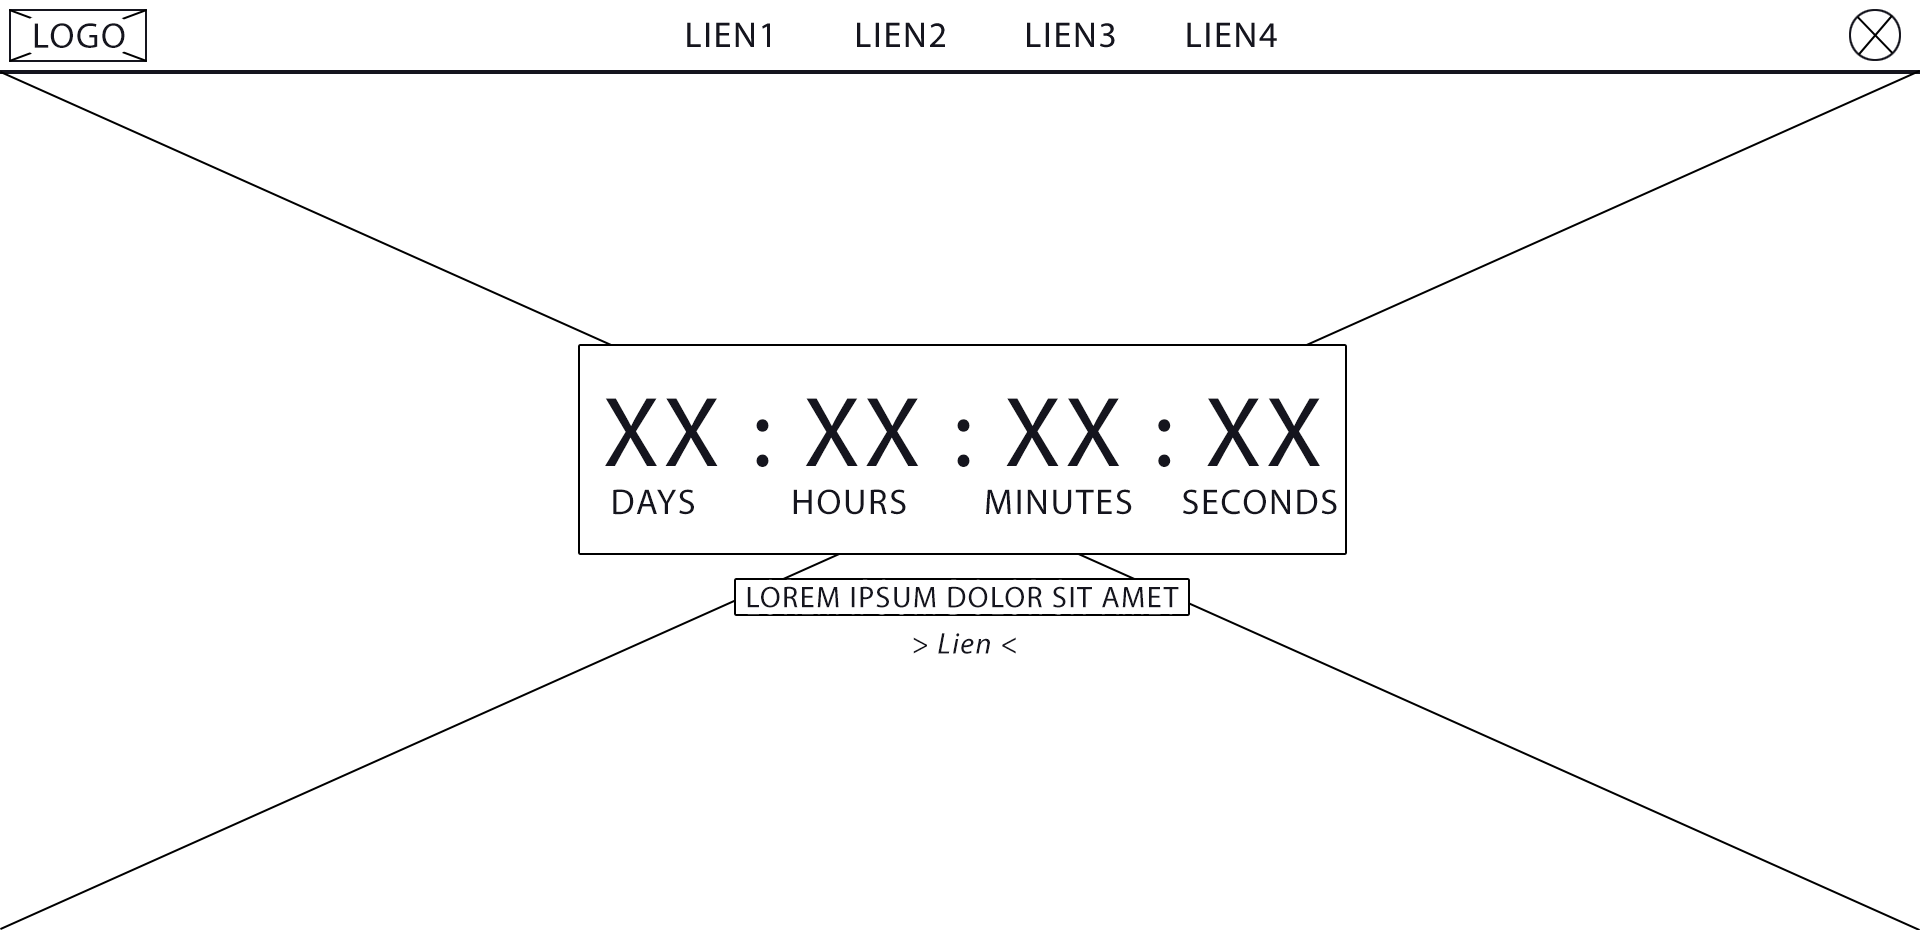 LOGO LIEN1 LIEN2 LIEN3 LIEN4
XX : XX : XX : XX
DAYS HOURS MINUTES SECONDS
LOREM IPSUM DOLOR SIT AMET
> Lien <